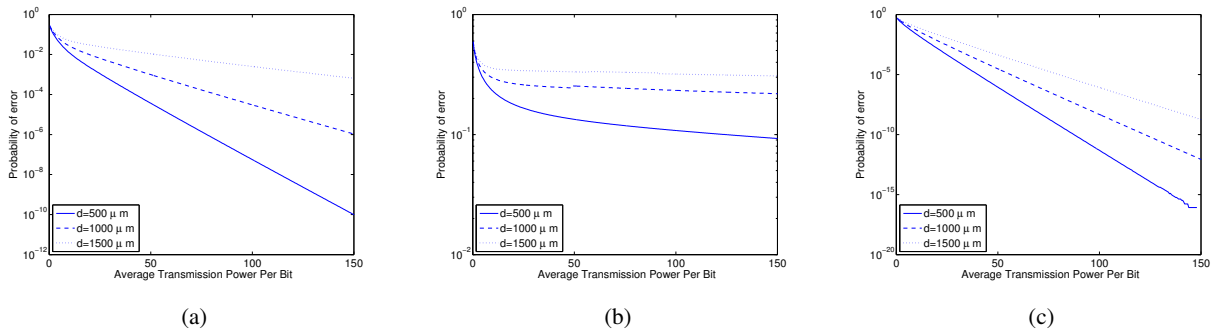 10^0
10^-2
10^-4
10^-6
10^-8
10^-10
10^-12
Probability of error
d=500 μ m
d=1000 μ m
d=1500 μ m
0 50 100 150
Average Transmission Power Per Bit
(a)
10^0
10^-1
10^-2
Probability of error
d=500 μ m
d=1000 μ m
d=1500 μ m
0 50 100 150
Average Transmission Power Per Bit
(b)
10^0
10^-5
10^-10
10^-15
10^-20
Probability of error
d=500 μ m
d=1000 μ m
d=1500 μ m
0 50 100 150
Average Transmission Power Per Bit
(c)